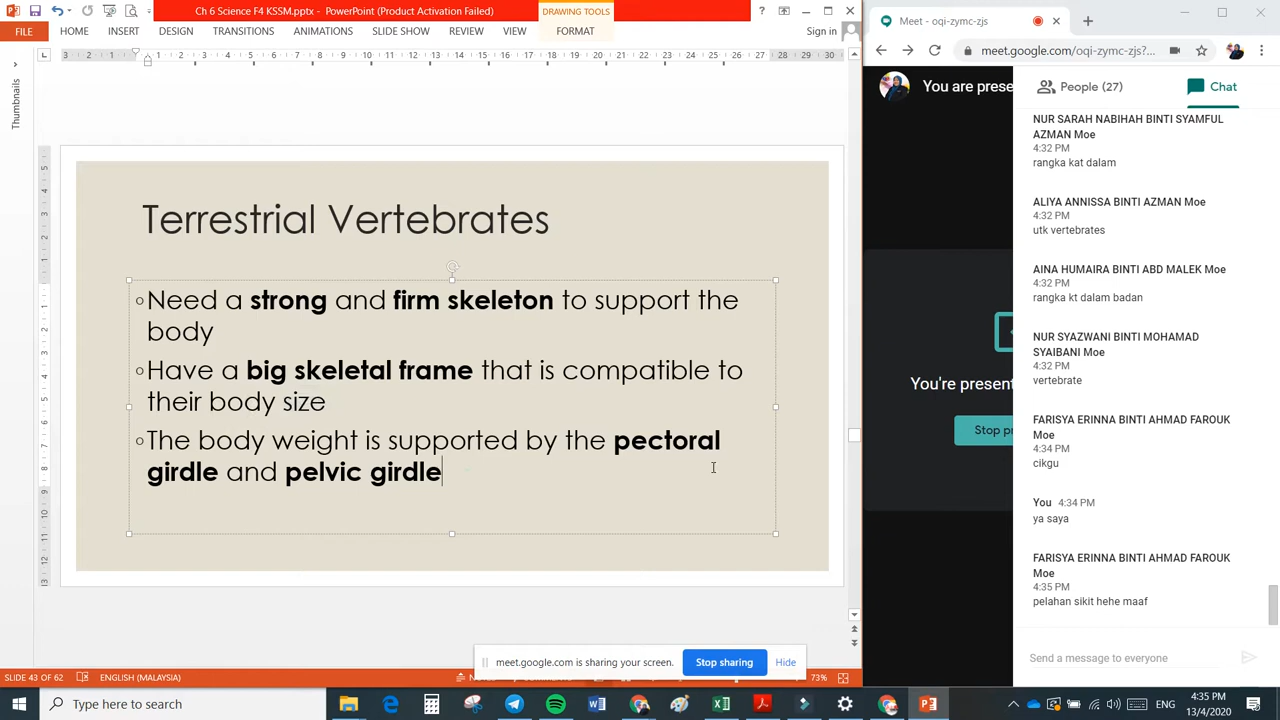 Ch 6 Science F4 KSSM.pptx - PowerPoint (Product Activation Failed)
DRAWING TOOLS
FILE HOME INSERT DESIGN TRANSITIONS ANIMATIONS SLIDE SHOW REVIEW VIEW FORMAT Sign in
Thumbnails
Terrestrial Vertebrates
Need a strong and firm skeleton to support the
body
Have a big skeletal frame that is compatible to
their body size
The body weight is supported by the pectoral
girdle and pelvic girdle
meet.google.com is sharing your screen. Stop sharing Hide
SLIDE 43 OF 62 ENGLISH (MALAYSIA) 73%
Type here to search
Meet - oqi-zymc-zjs
meet.google.com/oqi-zymc-zjs?...
You are prese
People (27) Chat
You're present
Stop pr
NUR SARAH NABIHAH BINTI SYAMFUL
AZMAN Moe
4:32 PM
rangka kat dalam
ALIYA ANNISSA BINTI AZMAN Moe
4:32 PM
utk vertebrates
AINA HUMAIRA BINTI ABD MALEK Moe
4:32 PM
rangka kt dalam badan
NUR SYAZWANI BINTI MOHAMAD
SYAIBANI Moe
4:32 PM
vertebrate
FARISYA ERINNA BINTI AHMAD FAROUK
Moe
4:34 PM
cikgu
You 4:34 PM
ya saya
FARISYA ERINNA BINTI AHMAD FAROUK
Moe
4:35 PM
pelahan sikit hehe maaf
Send a message to everyone
ENG
4:35 PM
13/4/2020